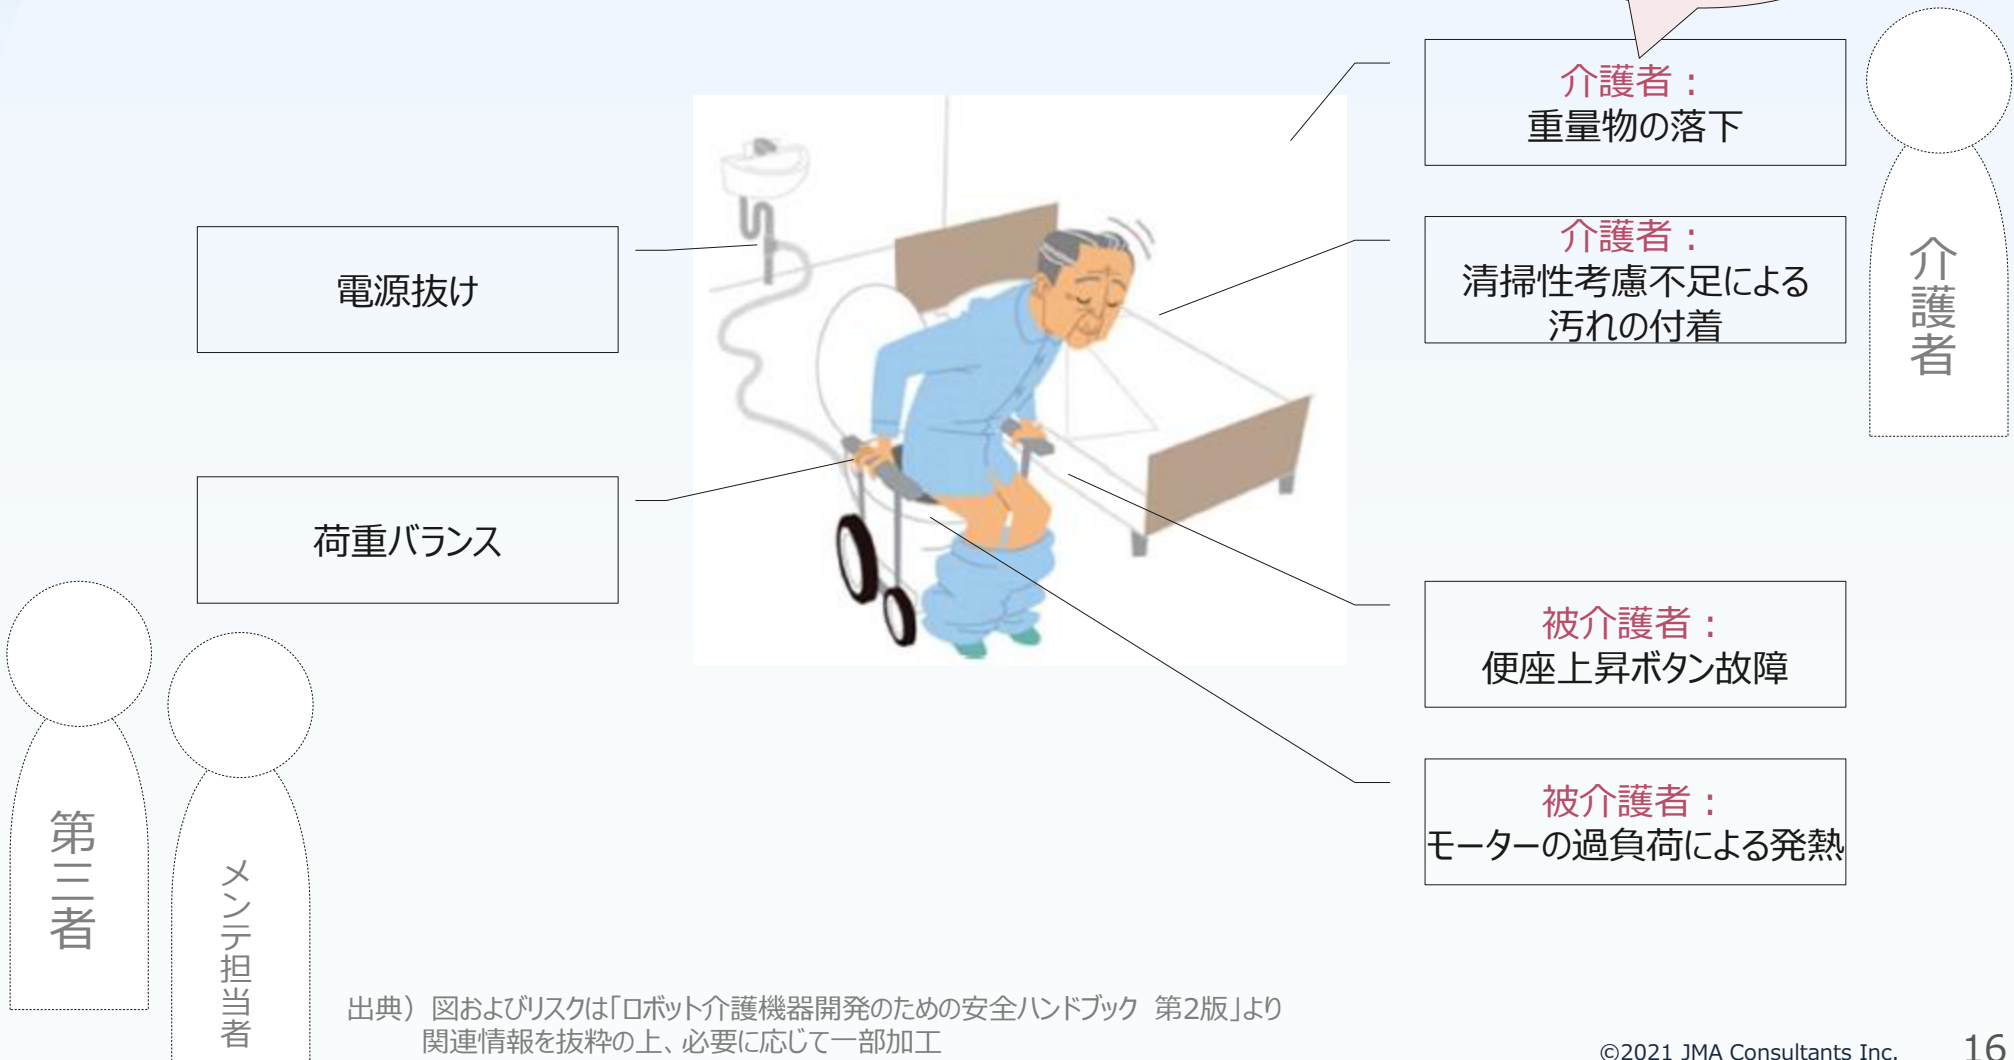 介護者：
重量物の落下
介護者：
清掃性考慮不足による
汚れの付着
介護者
電源抜け
荷重バランス
被介護者：
便座上昇ボタン故障
被介護者：
モーターの過負荷による発熱
第三者
メンテ担当者
出典）図およびリスクは「ロボット介護機器開発のための安全ハンドブック 第2版」より
関連情報を抜粋の上、必要に応じて一部加工
©2021 JMA Consultants Inc.
16